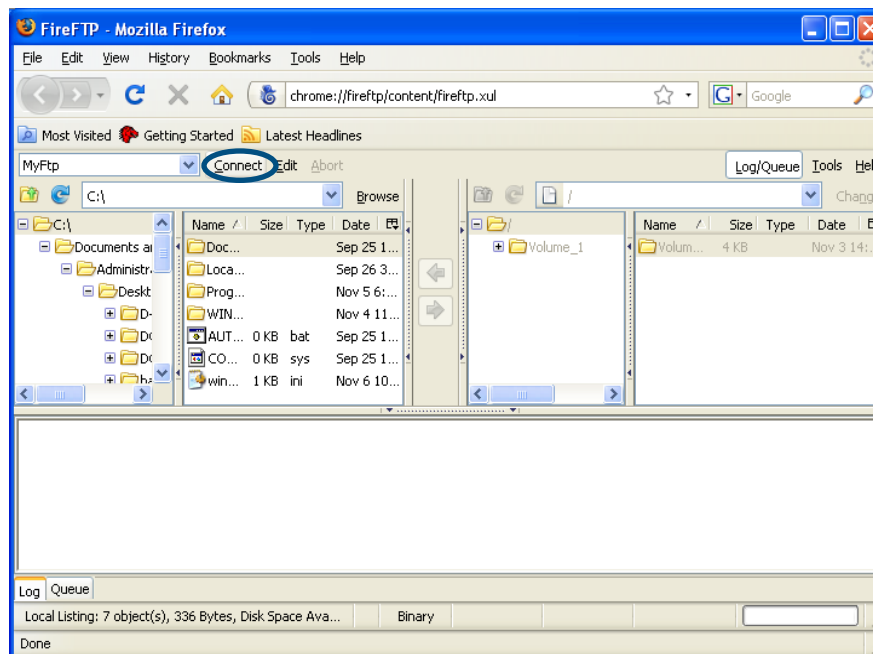 FireFTP - Mozilla Firefox
File Edit View History Bookmarks Tools Help
chrome://fireftp/content/fireftp.xul G Google
Most Visited Getting Started Latest Headlines
MyFtp Connect Edit Abort Log/Queue Tools Hel
C:\ Browse / Chang
C:\ Name Size Type Date / Name Size Type Date
Documents a Doc... Sep 25 1... Volume_1 Volum... 4 KB Nov 3 14:..
Administr. Loca... Sep 26 3...
Deskt Prog... Nov 5 6:...
D- WIN... Nov 4 11...
D AUT... 0 KB bat Sep 25 1...
D CO... 0 KB sys Sep 25 1...
ba win... 1 KB ini Nov 6 10...
Log Queue
Local Listing: 7 object(s), 336 Bytes, Disk Space Ava... Binary
Done